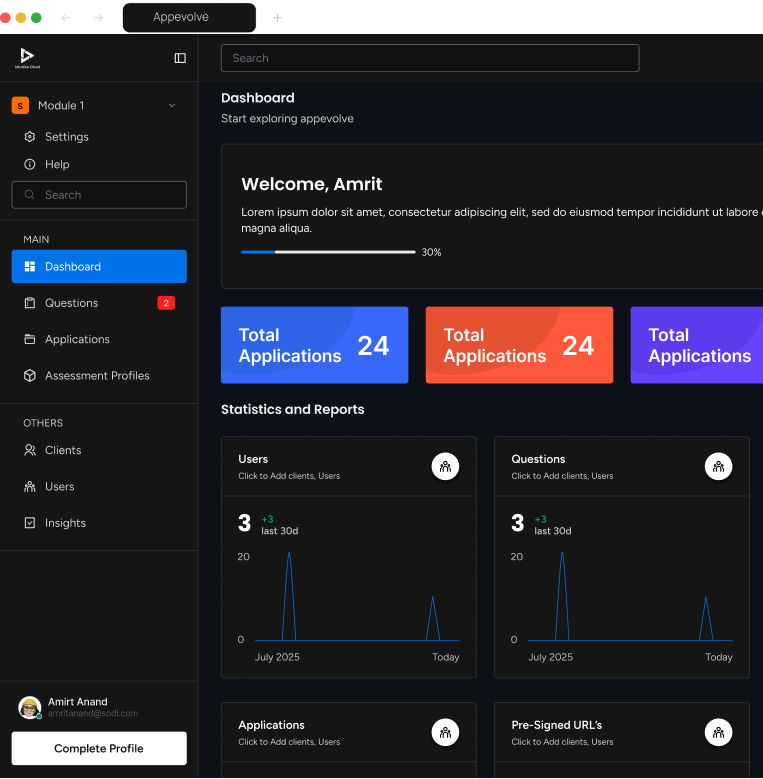 Appevolve
Intuitive.Cloud
Search
S
Module 1
Settings
Help
Search
MAIN
Dashboard
Questions
2
Applications
Assessment Profiles
OTHERS
Clients
Users
Insights
Amirt Anand
amritanand@sodi.com
Complete Profile
Dashboard
Start exploring appevolve
Welcome, Amrit
Lorem ipsum dolor sit amet, consectetur adipiscing elit, sed do eiusmod tempor incididunt ut labore
magna aliqua.
30%
Total
Applications
24
Total
Applications
24
Total
Applications
Statistics and Reports
Users
Click to Add clients, Users
3
+3
last 30d
20
0
July 2025
Today
Questions
Click to Add clients, Users
3
+3
last 30d
20
0
July 2025
Today
Applications
Click to Add clients, Users
Pre-Signed URL’s
Click to Add clients, Users